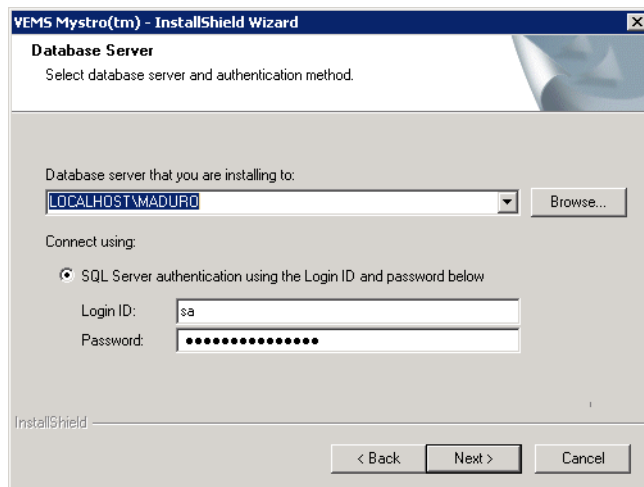 VEMS Mystro(tm) - InstallShield Wizard
Database Server
Select database server and authentication method.
Database server that you are installing to:
LOCALHOST\MADURO
Browse...
Connect using:
SQL Server authentication using the Login ID and password below
Login ID:
sa
Password:
●●●●●●●●●●●●●●●
InstallShield
< Back
Next >
Cancel